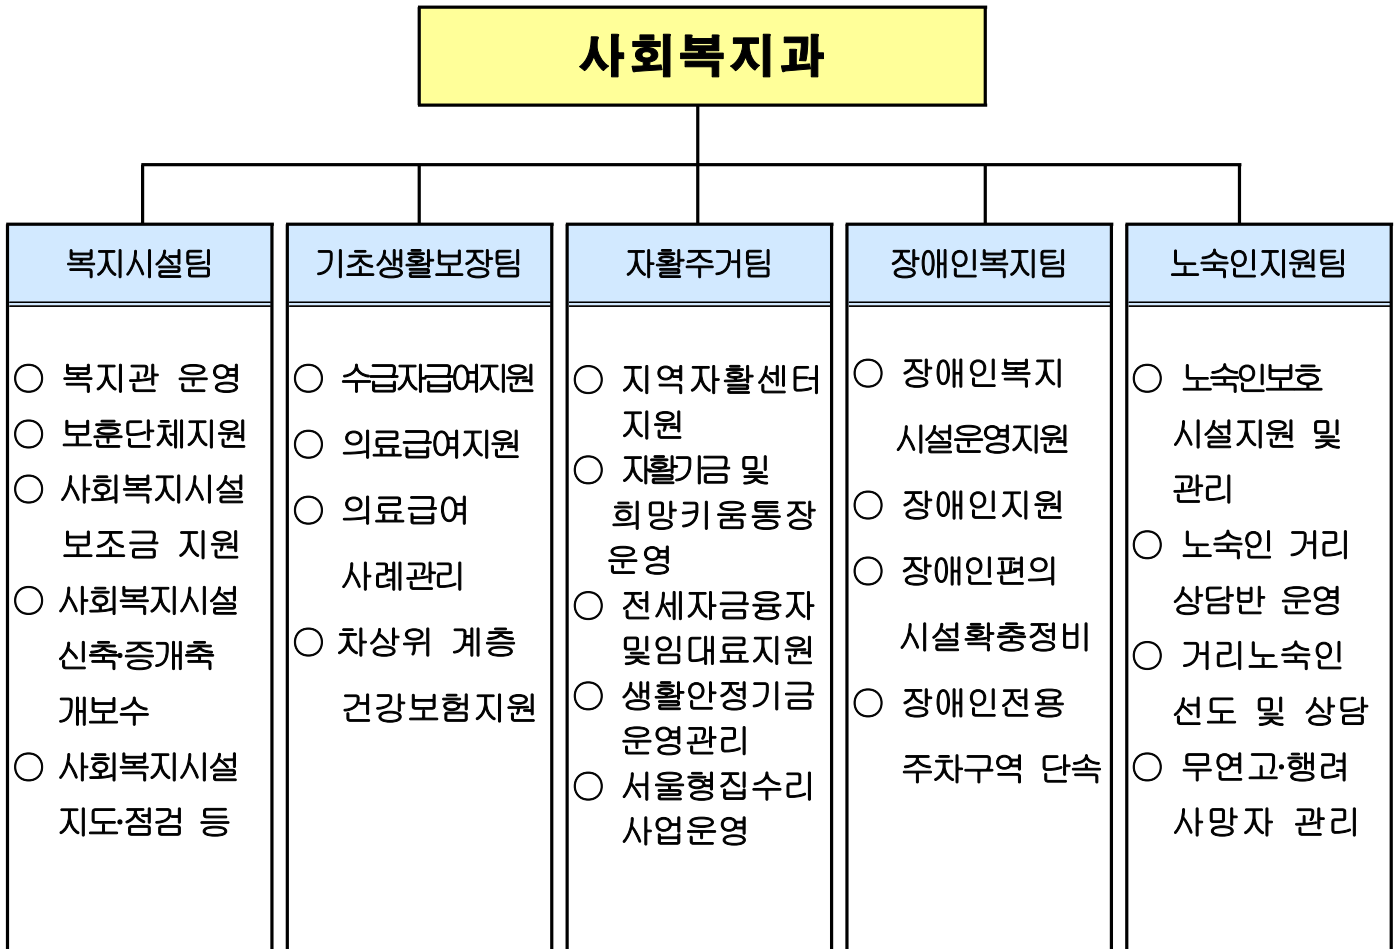 사회복지과
복지시설팀
○ 복지관 운영
○ 보훈단체지원
○ 사회복지시설
보조금 지원
○ 사회복지시설
신축·증개축
개보수
○ 사회복지시설
지도·점검 등
기초생활보장팀
○ 수급자급여지원
○ 의료급여지원
○ 의료급여
사례관리
○ 차상위 계층
건강보험지원
자활주거팀
○ 지역자활센터
지원
○ 자활기금 및
희망키움통장
운영
○ 전세자금융자
및임대료지원
○ 생활안정기금
운영관리
○ 서울형집수리
사업운영
장애인복지팀
○ 장애인복지
시설운영지원
○ 장애인지원
○ 장애인편의
시설확충정비
○ 장애인전용
주차구역 단속
노숙인지원팀
○ 노숙인보호
시설지원 및
관리
○ 노숙인 거리
상담반 운영
○ 거리노숙인
선도 및 상담
○ 무연고·행려
사망자 관리